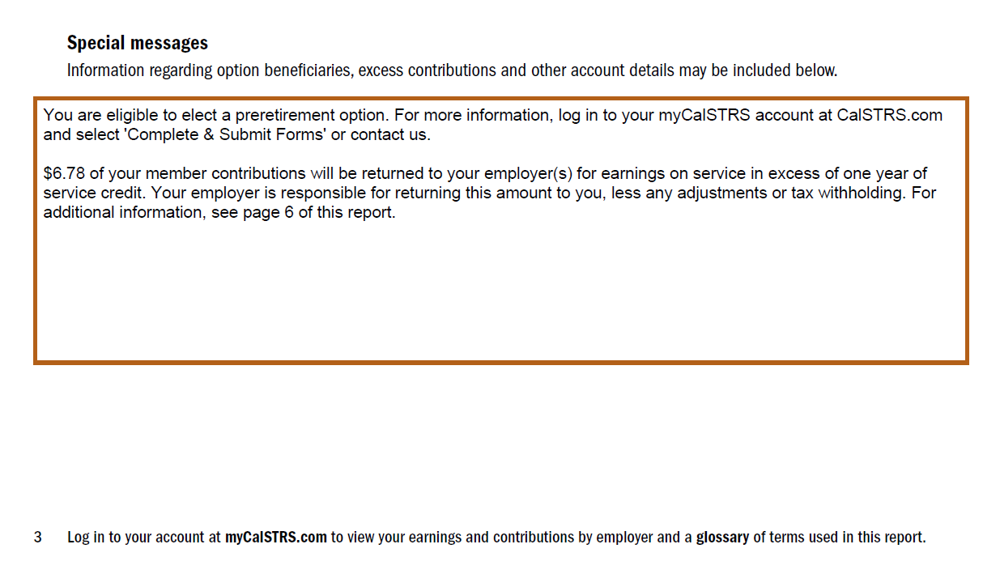 Special messages
Information regarding option beneficiaries, excess contributions and other account details may be included below.
You are eligible to elect a preretirement option. For more information, log in to your myCalSTRS account at CalSTRS.com
and select 'Complete & Submit Forms' or contact us.
$6.78 of your member contributions will be returned to your employer(s) for earnings on service in excess of one year of
service credit. Your employer is responsible for returning this amount to you, less any adjustments or tax withholding. For
additional information, see page 6 of this report.
3 Log in to your account at myCalSTRS.com to view your earnings and contributions by employer and a glossary of terms used in this report.